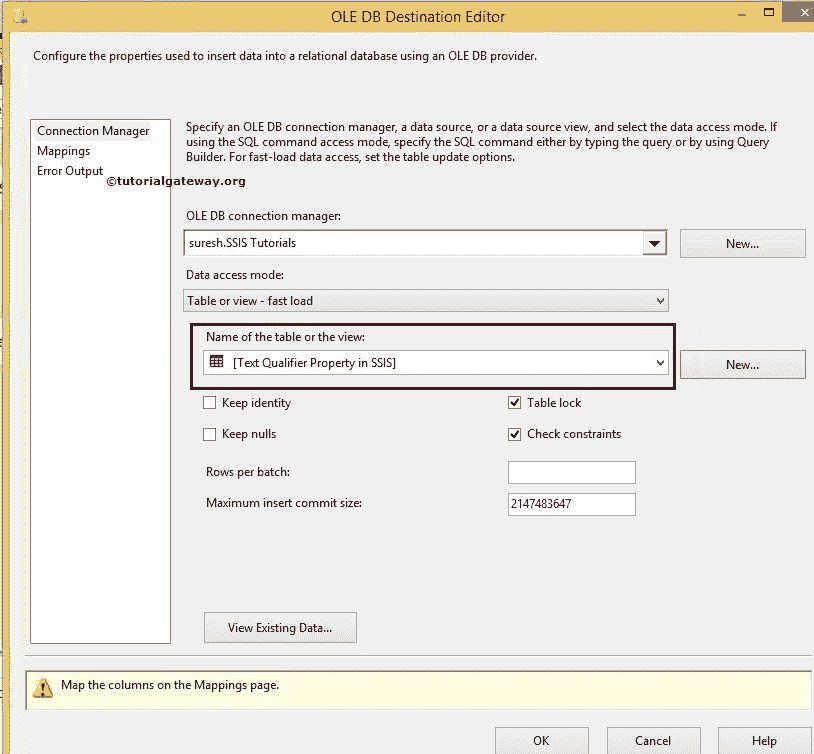 OLE DB Destination Editor
Configure the properties used to insert data into a relational database using an OLE DB provider.
Connection Manager
Mappings
Error Output
©tutorialgateway.org
Specify an OLE DB connection manager, a data source, or a data source view, and select the data access mode. If
using the SQL command access mode, specify the SQL command either by typing the query or by using Query
Builder. For fast-load data access, set the table update options.
OLE DB connection manager:
suresh.SSIS Tutorials
New...
Data access mode:
Table or view - fast load
Name of the table or the view:
[Text Qualifier Property in SSIS]
New...
Keep identity
Table lock
Keep nulls
Check constraints
Rows per batch:
Maximum insert commit size:
2147483647
View Existing Data...
Map the columns on the Mappings page.
OK
Cancel
Help